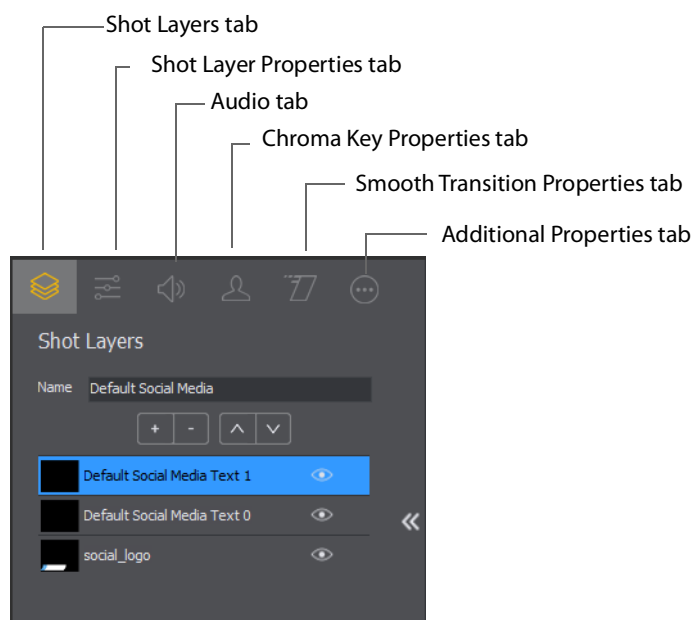 Shot Layers tab
Shot Layer Properties tab
Audio tab
Chroma Key Properties tab
Smooth Transition Properties tab
Additional Properties tab
Shot Layers
Name Default Social Media
+ -
Default Social Media Text 1
Default Social Media Text 0
social_logo